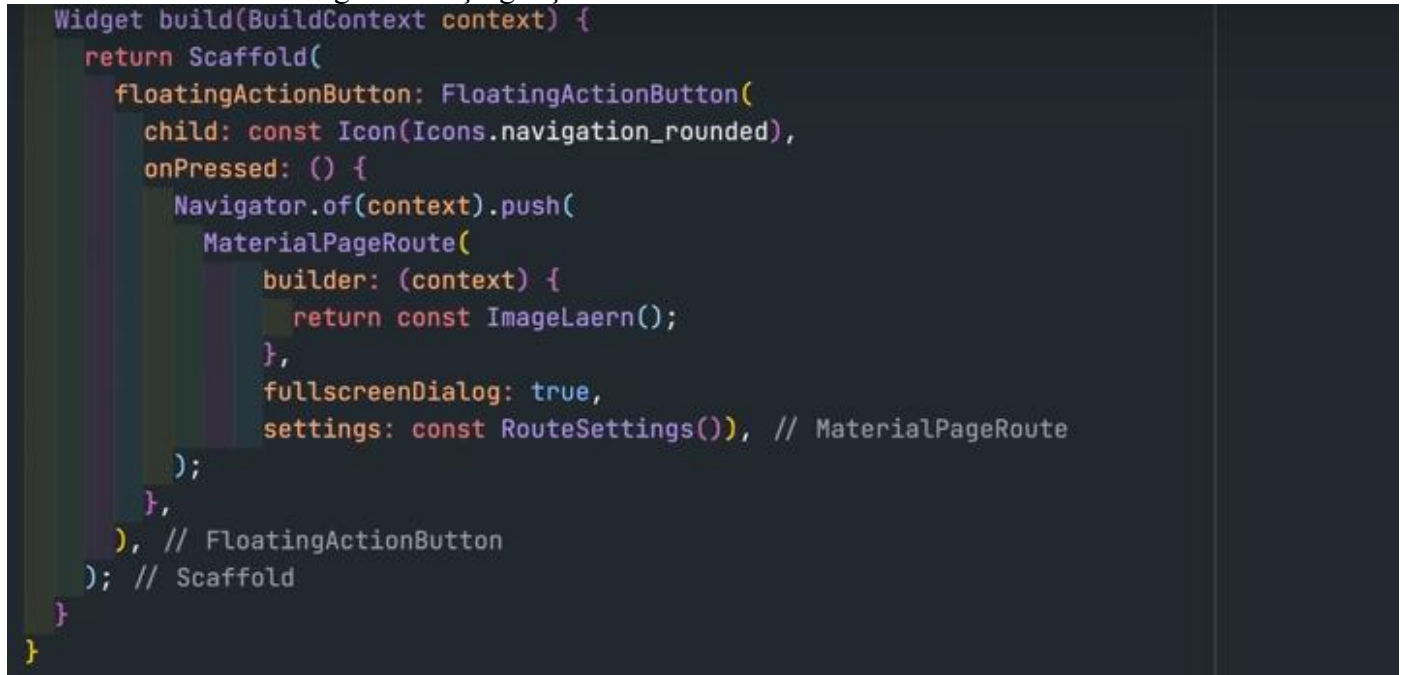 Widget build(BuildContext context) {
return Scaffold(
floatingActionButton: FloatingActionButton(
child: const Icon(Icons.navigation_rounded),
onPressed: () {
Navigator.of(context).push(
MaterialPageRoute(
builder: (context) {
return const ImageLaern();
},
fullscreenDialog: true,
settings: const RouteSettings()), // MaterialPageRoute
);
},
), // FloatingActionButton
); // Scaffold
}
}